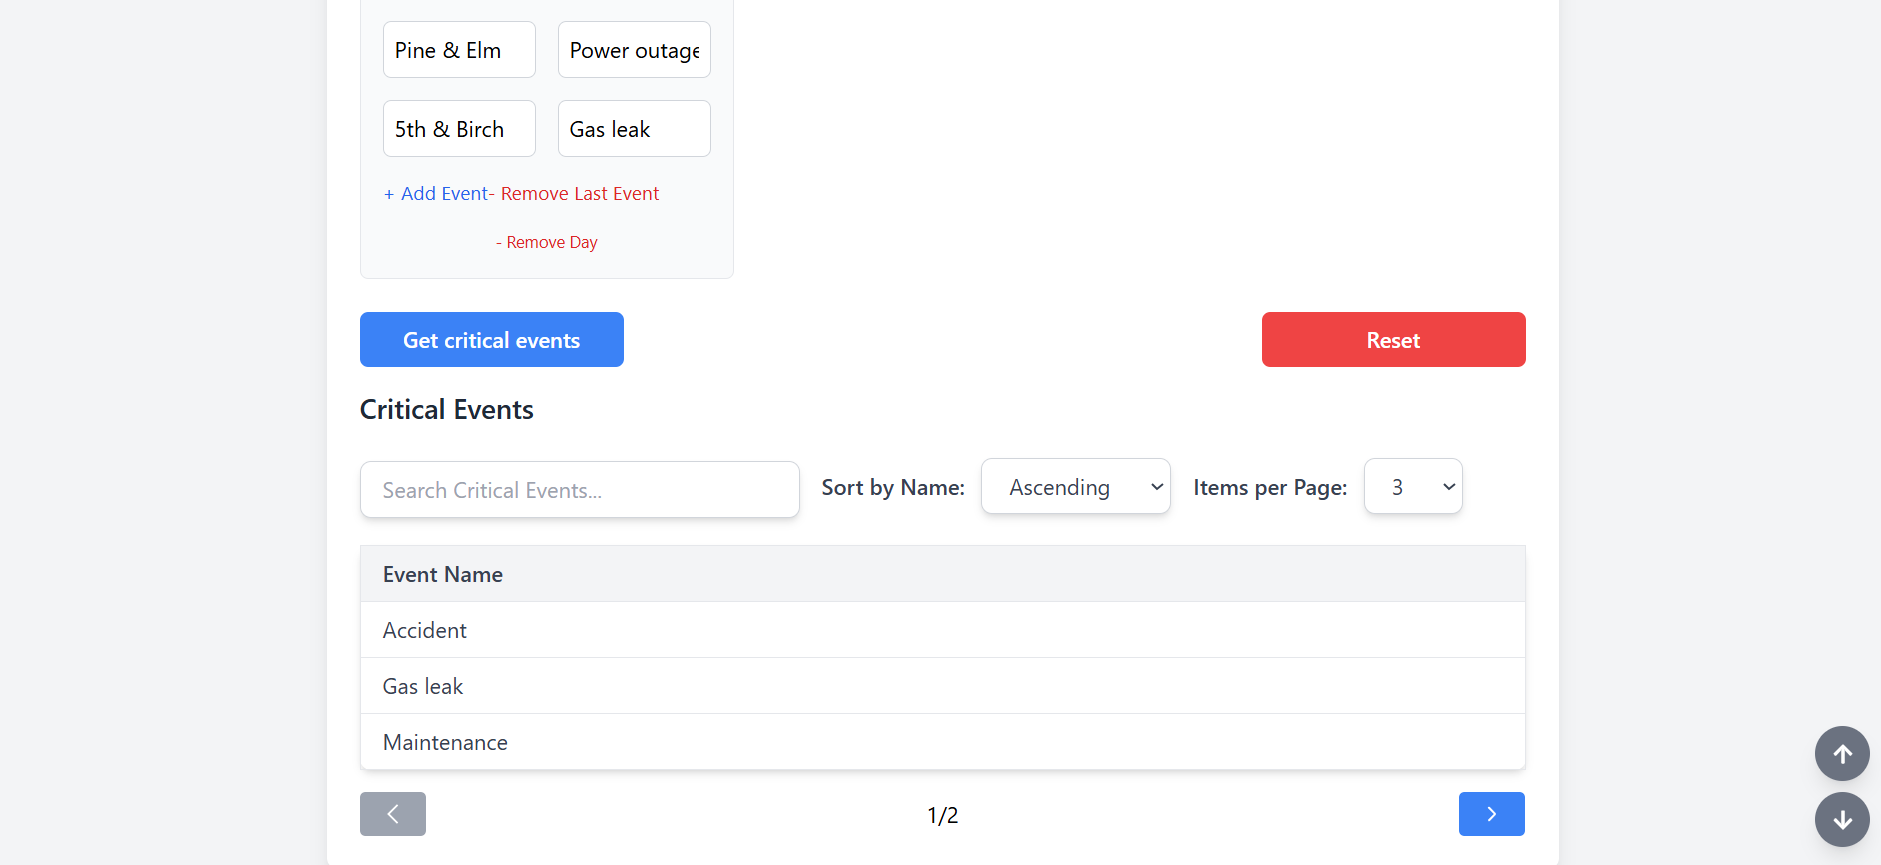 Pine & Elm Power outage
5th & Birch Gas leak
+ Add Event- Remove Last Event
- Remove Day
Get critical events Reset
Critical Events
Search Critical Events... Sort by Name: Ascending Items per Page: 3
Event Name
Accident
Gas leak
Maintenance
1/2